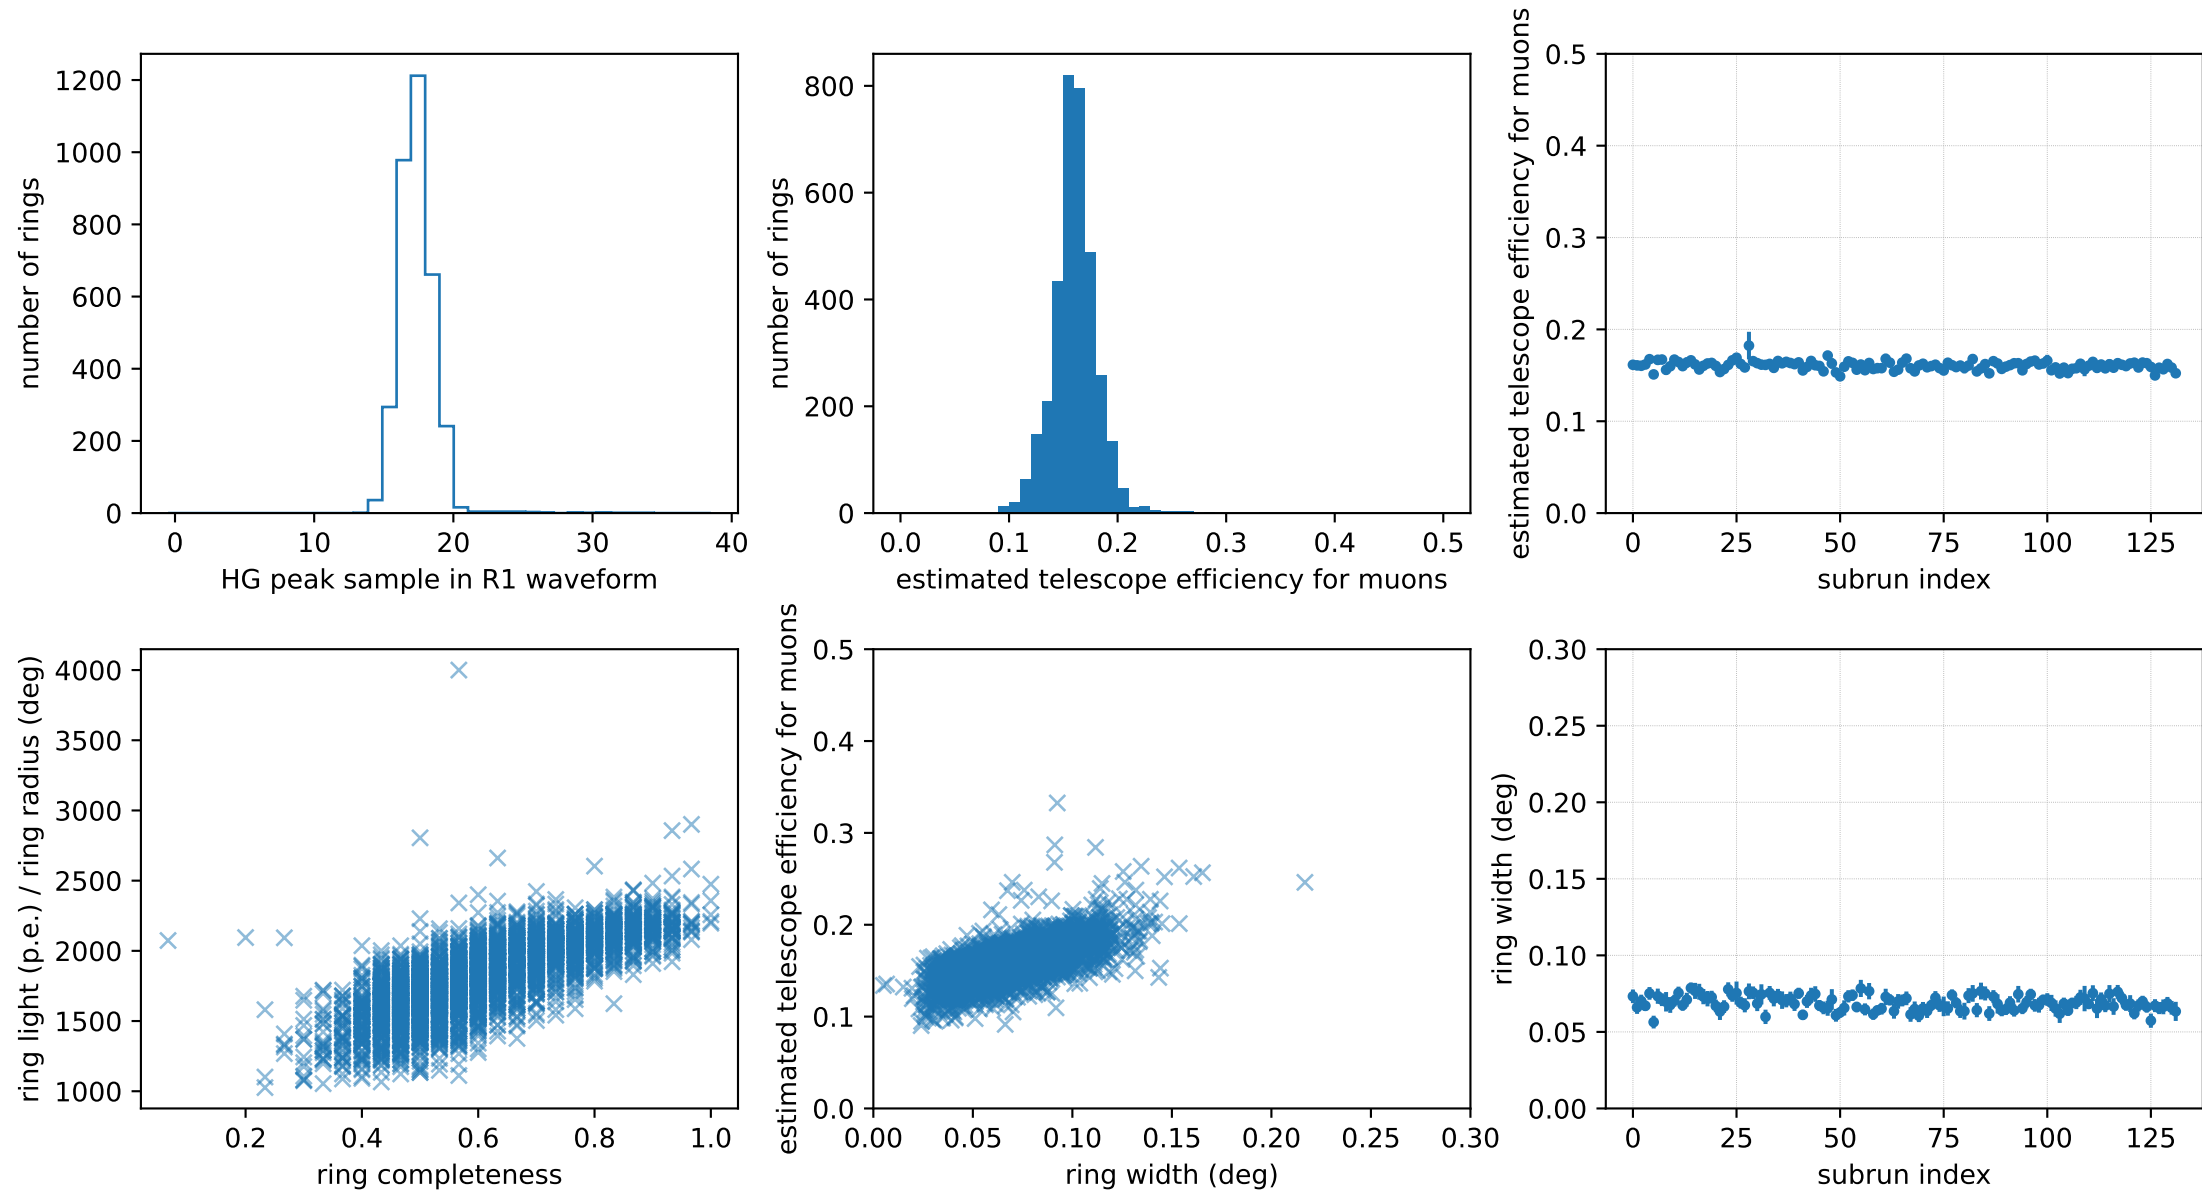 number of rings
1200
1000
800
600
400
200
0
0 10 20 30 40
HG peak sample in R1 waveform
number of rings
800
600
400
200
0
0.0 0.1 0.2 0.3 0.4 0.5
estimated telescope efficiency for muons
estimated telescope efficiency for muons
0.5
0.4
0.3
0.2
0.1
0.0
0 25 50 75 100 125
subrun index
ring light (p.e.) / ring radius (deg)
4000
3500
3000
2500
2000
1500
1000
0.2 0.4 0.6 0.8 1.0
ring completeness
estimated telescope efficiency for muons
0.5
0.4
0.3
0.2
0.1
0.0
0.00 0.05 0.10 0.15 0.20 0.25 0.30
ring width (deg)
ring width (deg)
0.30
0.25
0.20
0.15
0.10
0.05
0.00
0 25 50 75 100 125
subrun index